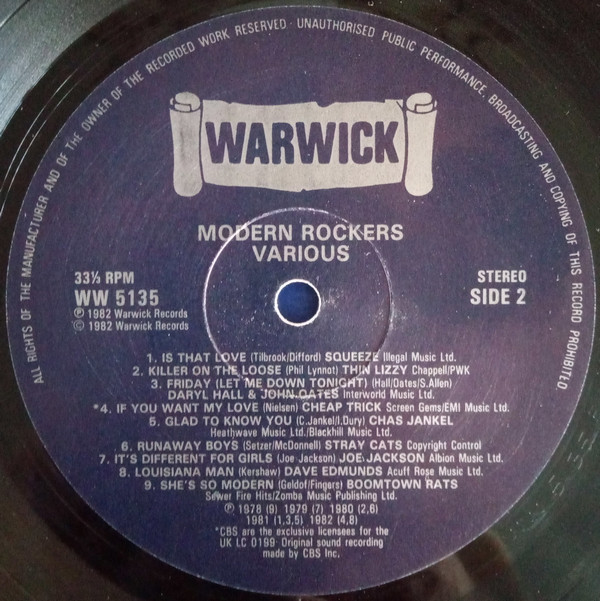 ALL RIGHTS OF THE MANUFACTURER AND OF THE OWNER OF THE RECORDED WORK RESERVED · UNAUTHORISED PUBLIC PERFORMANCE, BROADCASTING AND COPYING OF THIS RECORD PROHIBITED
WARWICK
MODERN ROCKERS
VARIOUS
33⅓ RPM
WW 5135
℗ 1982 Warwick Records
© 1982 Warwick Records
STEREO
SIDE 2
1. IS THAT LOVE (Tilbrook/Difford) SQUEEZE Illegal Music Ltd.
2. KILLER ON THE LOOSE (Phil Lynnot) THIN LIZZY Chappell/PWK
3. FRIDAY (LET ME DOWN TONIGHT) (Hall/Oates/S.Allen)
DARYL HALL & JOHN OATES Interworld Music Ltd.
*4. IF YOU WANT MY LOVE (Nielsen) CHEAP TRICK Screen Gems/EMI Music Ltd.
5. GLAD TO KNOW YOU (C.Jankel/I.Dury) CHAS JANKEL
Heathwave Music Ltd./Blackhill Music Ltd.
6. RUNAWAY BOYS (Setzer/McDonnell) STRAY CATS Copyright Control
7. IT'S DIFFERENT FOR GIRLS (Joe Jackson) JOE JACKSON Albion Music Ltd.
8. LOUISIANA MAN (Kershaw) DAVE EDMUNDS Acuff Rose Music Ltd.
9. SHE'S SO MODERN (Geldof/Fingers) BOOMTOWN RATS
Sewer Fire Hits/Zomba Music Publishing Ltd.
℗ 1978 (9) 1979 (7) 1980 (2,6)
1981 (1,3,5) 1982 (4,8)
*CBS are the exclusive licensees for the
UK LC 0199· Original sound recording
made by CBS Inc.